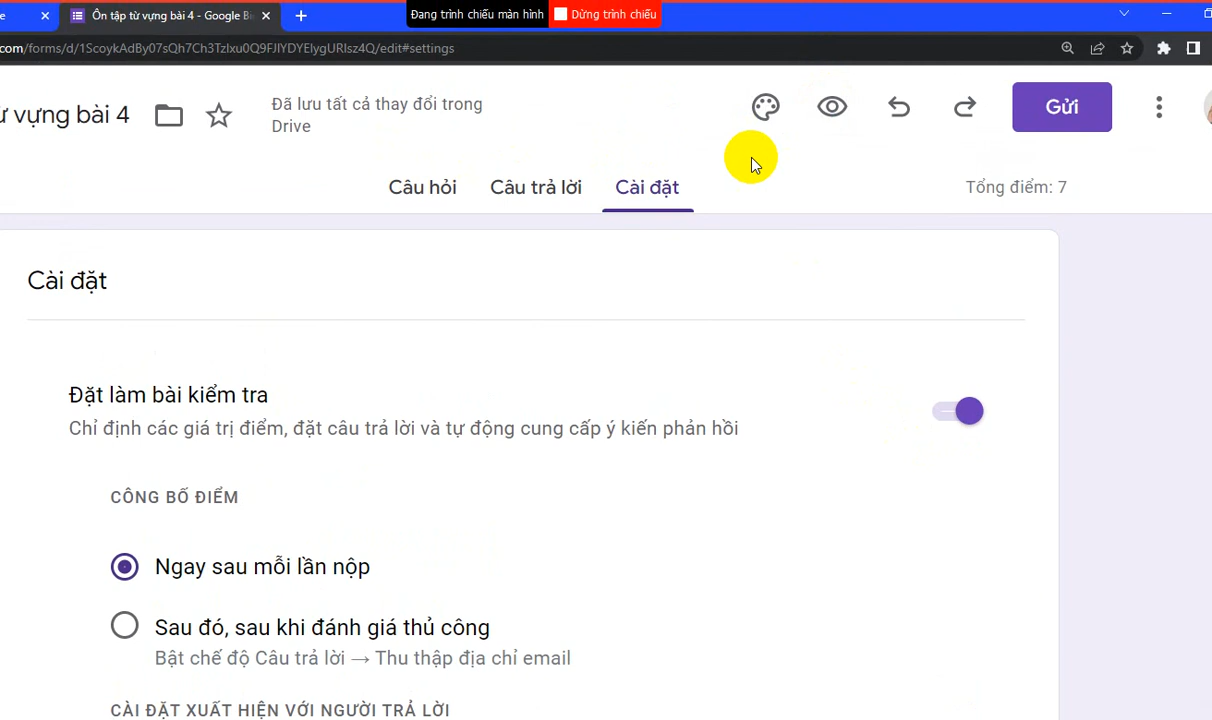 e
Ôn tập từ vựng bài 4 - Google Bi
Đang trình chiếu màn hình
Dừng trình chiếu
com/forms/d/1ScoykAdBy07sQh7Ch3Tzlxu0Q9FJlYDYElygURlsz4Q/edit#settings
ừ vựng bài 4
Đã lưu tất cả thay đổi trong
Drive
Gửi
Câu hỏi
Câu trả lời
Cài đặt
Tổng điểm: 7
Cài đặt
Đặt làm bài kiểm tra
Chỉ định các giá trị điểm, đặt câu trả lời và tự động cung cấp ý kiến phản hồi
CÔNG BỐ ĐIỂM
Ngay sau mỗi lần nộp
Sau đó, sau khi đánh giá thủ công
Bật chế độ Câu trả lời → Thu thập địa chỉ email
CÀI ĐẶT XUẤT HIỆN VỚI NGƯỜI TRẢ LỜI